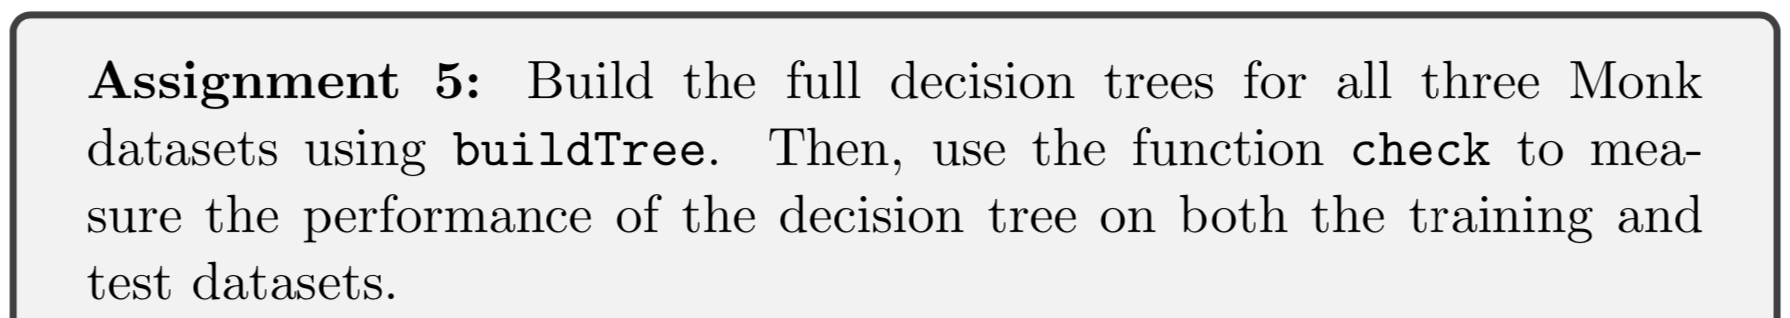 Assignment 5: Build the full decision trees for all three Monk
datasets using buildTree. Then, use the function check to mea-
sure the performance of the decision tree on both the training and
test datasets.